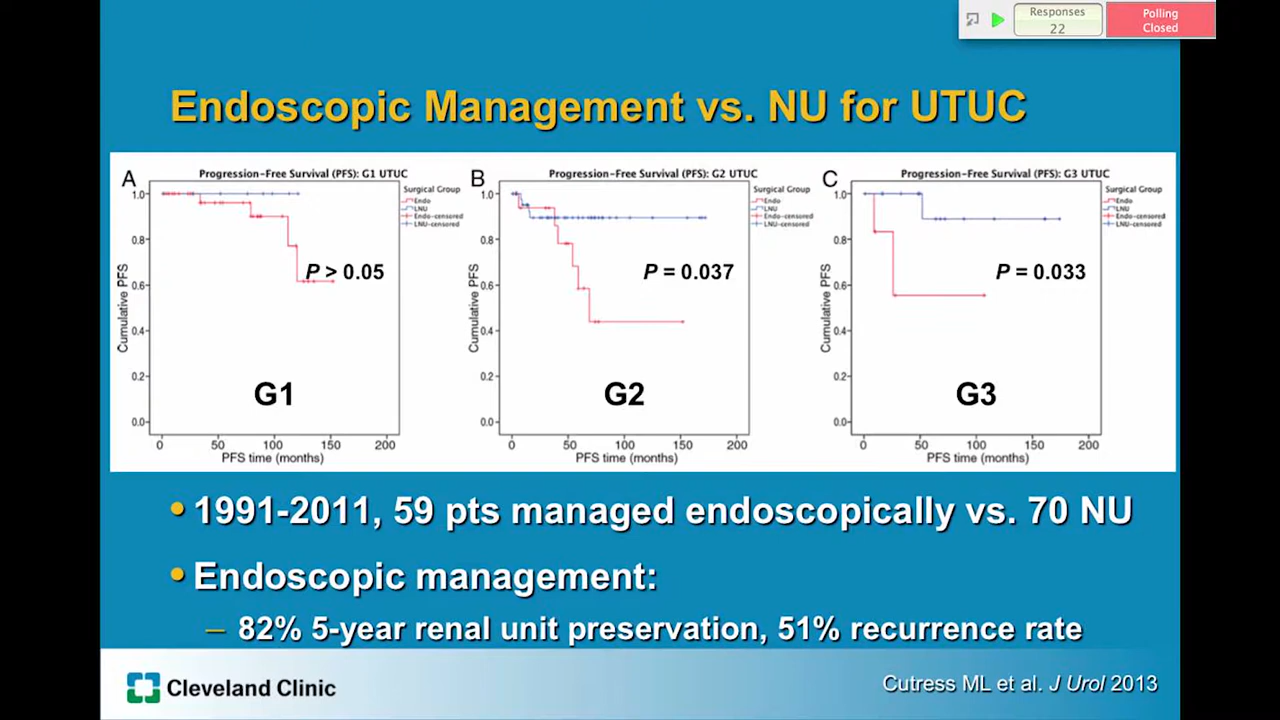 Responses
22
Polling
Closed
Endoscopic Management vs. NU for UTUC
A
Progression-Free Survival (PFS): G1 UTUC
Surgical Group
Endo
LNU
Endo-censored
LNU-censored
Cumulative PFS
1.0
0.8
0.6
0.4
0.2
0.0
P > 0.05
G1
0 50 100 150 200
PFS time (months)
B
Progression-Free Survival (PFS): G2 UTUC
Surgical Group
Endo
LNU
Endo-censored
LNU-censored
Cumulative PFS
1.0
0.8
0.6
0.4
0.2
0.0
P = 0.037
G2
0 50 100 150 200
PFS time (months)
C
Progression-Free Survival (PFS): G3 UTUC
Surgical Group
Endo
LNU
Endo-censored
LNU-censored
Cumulative PFS
1.0
0.8
0.6
0.4
0.2
0.0
P = 0.033
G3
0 50 100 150 200
PFS time (months)
• 1991-2011, 59 pts managed endoscopically vs. 70 NU
• Endoscopic management:
– 82% 5-year renal unit preservation, 51% recurrence rate
Cleveland Clinic
Cutress ML et al. J Urol 2013